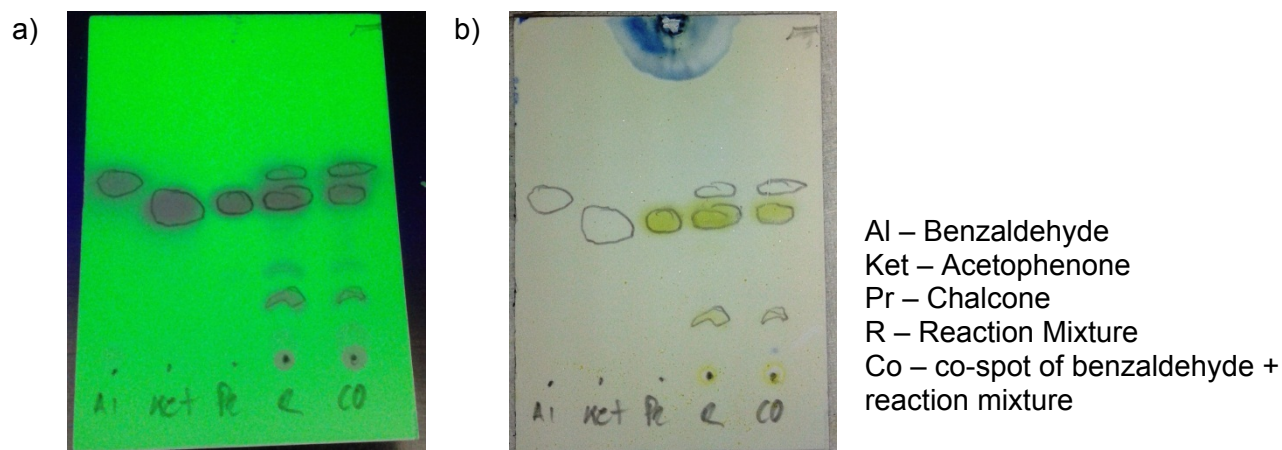 a)
b)
Al Ket Pr R CO
Al Ket Pr R CO
Al – Benzaldehyde
Ket – Acetophenone
Pr – Chalcone
R – Reaction Mixture
Co – co-spot of benzaldehyde +
reaction mixture